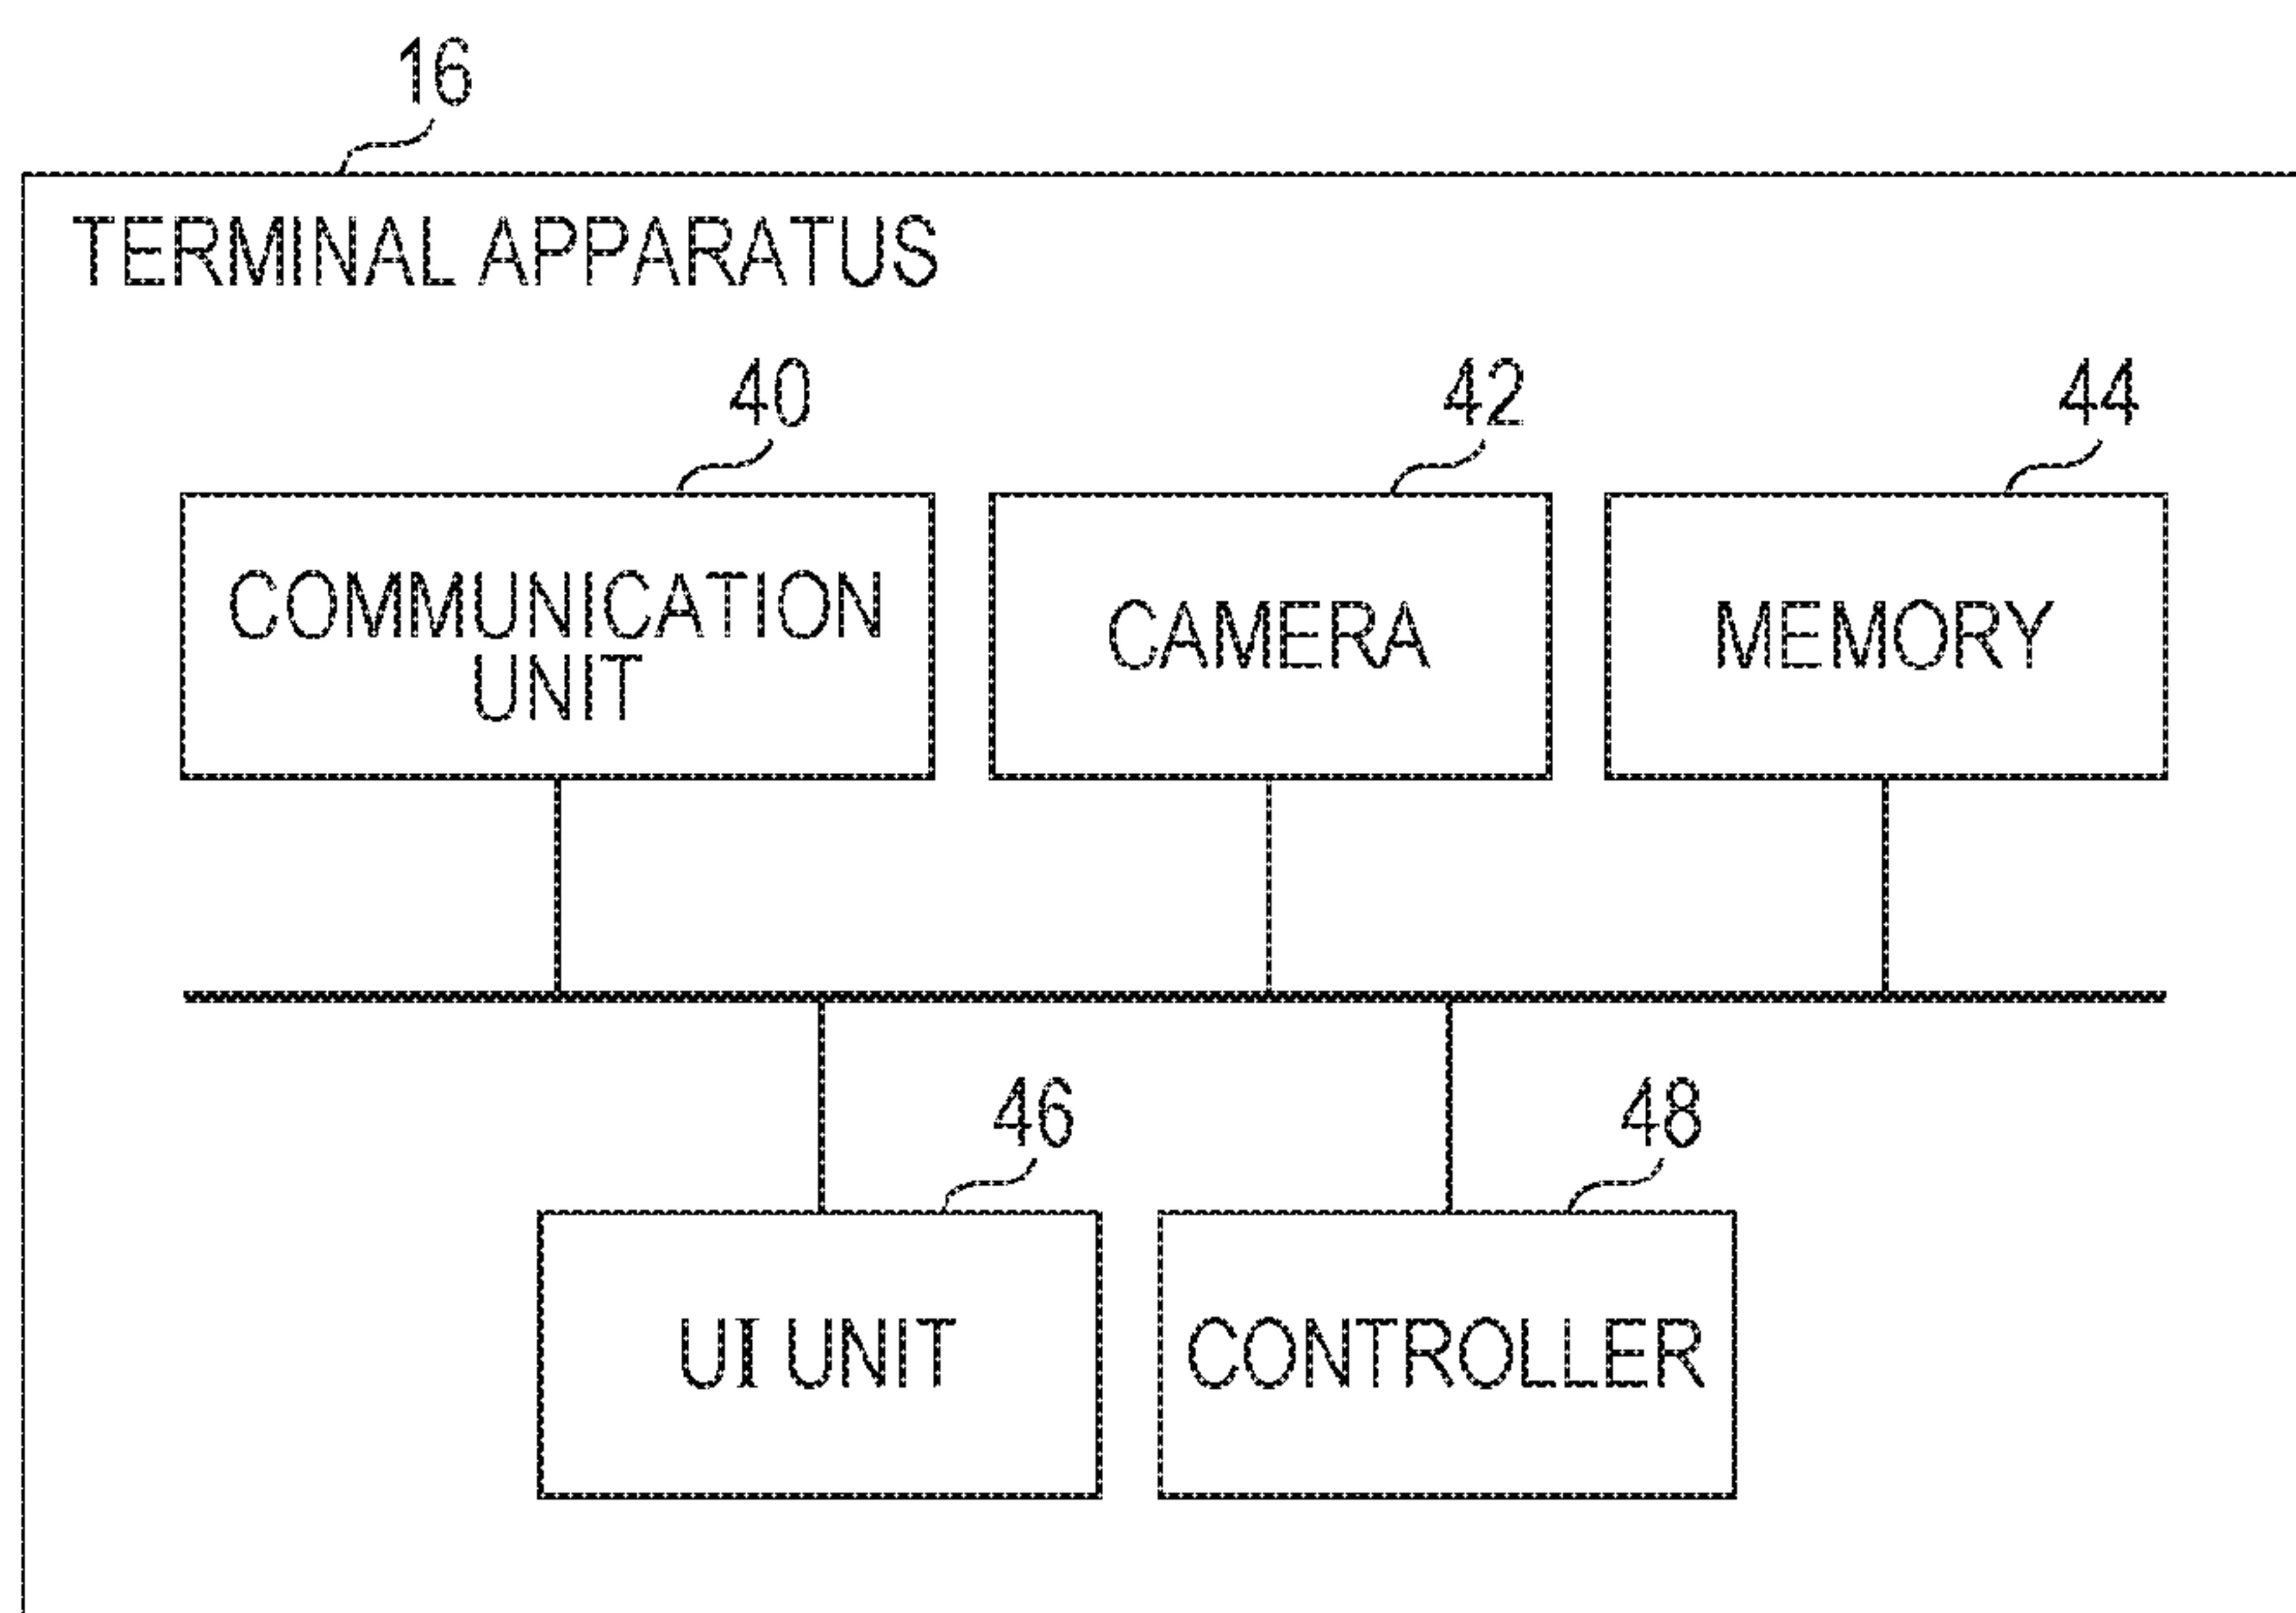 16
TERMINAL APPARATUS
40
42
44
COMMUNICATION
UNIT
CAMERA
MEMORY
46
48
UI UNIT
CONTROLLER